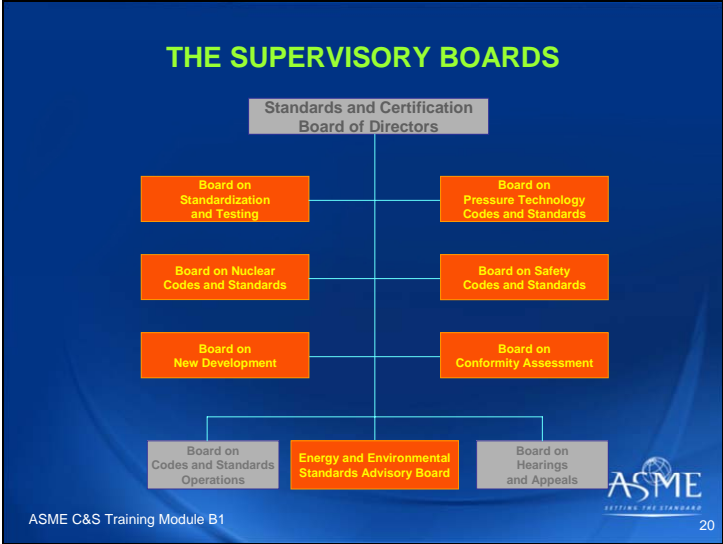 THE SUPERVISORY BOARDS
Standards and Certification
Board of Directors
Board on
Standardization
and Testing
Board on
Pressure Technology
Codes and Standards
Board on Nuclear
Codes and Standards
Board on Safety
Codes and Standards
Board on
New Development
Board on
Conformity Assessment
Board on
Codes and Standards
Operations
Energy and Environmental
Standards Advisory Board
Board on
Hearings
and Appeals
ASME
SETTING THE STANDARD
ASME C&S Training Module B1
20